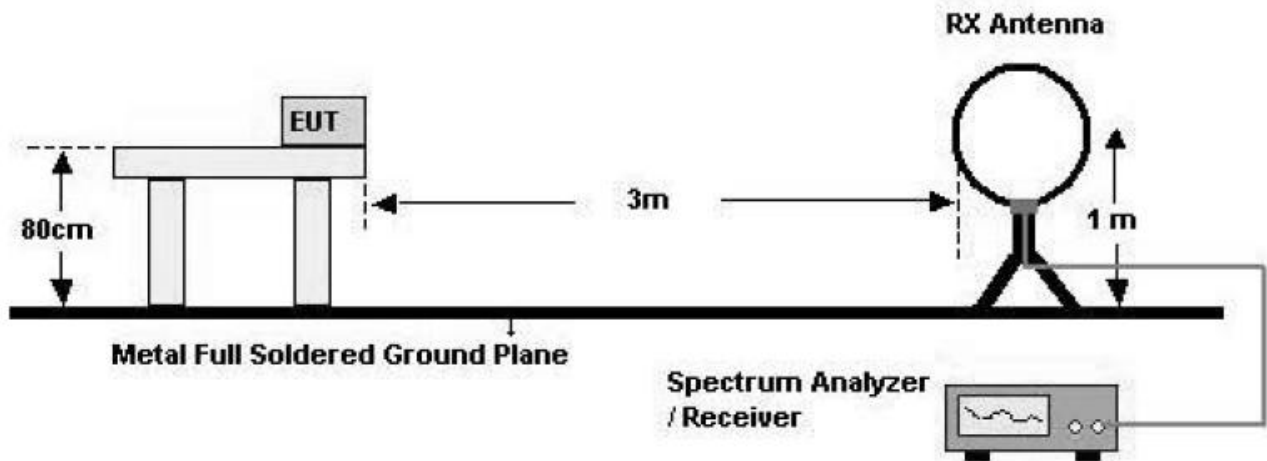 RX Antenna
EUT
80cm
3m
1 m
Metal Full Soldered Ground Plane
Spectrum Analyzer
/ Receiver